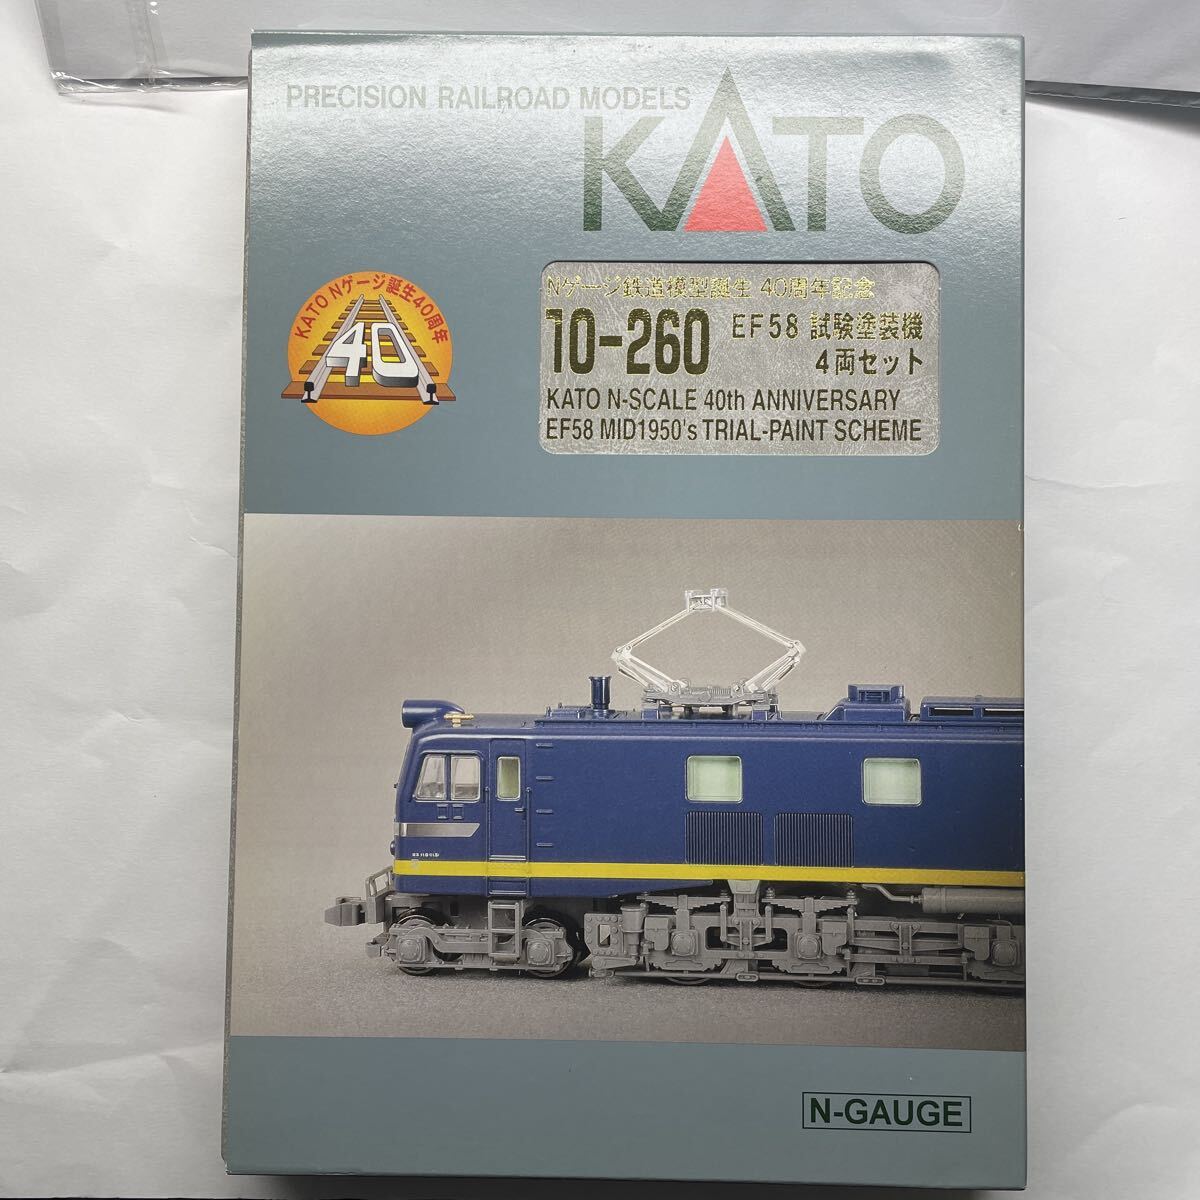 PRECISION RAILROAD MODELS
KATO
KATO Nゲージ誕生40周年
40
Nゲージ鉄道模型誕生 40周年記念
10-260 EF58 試験塗装機
4両セット
KATO N-SCALE 40th ANNIVERSARY
EF58 MID1950's TRIAL-PAINT SCHEME
N-GAUGE